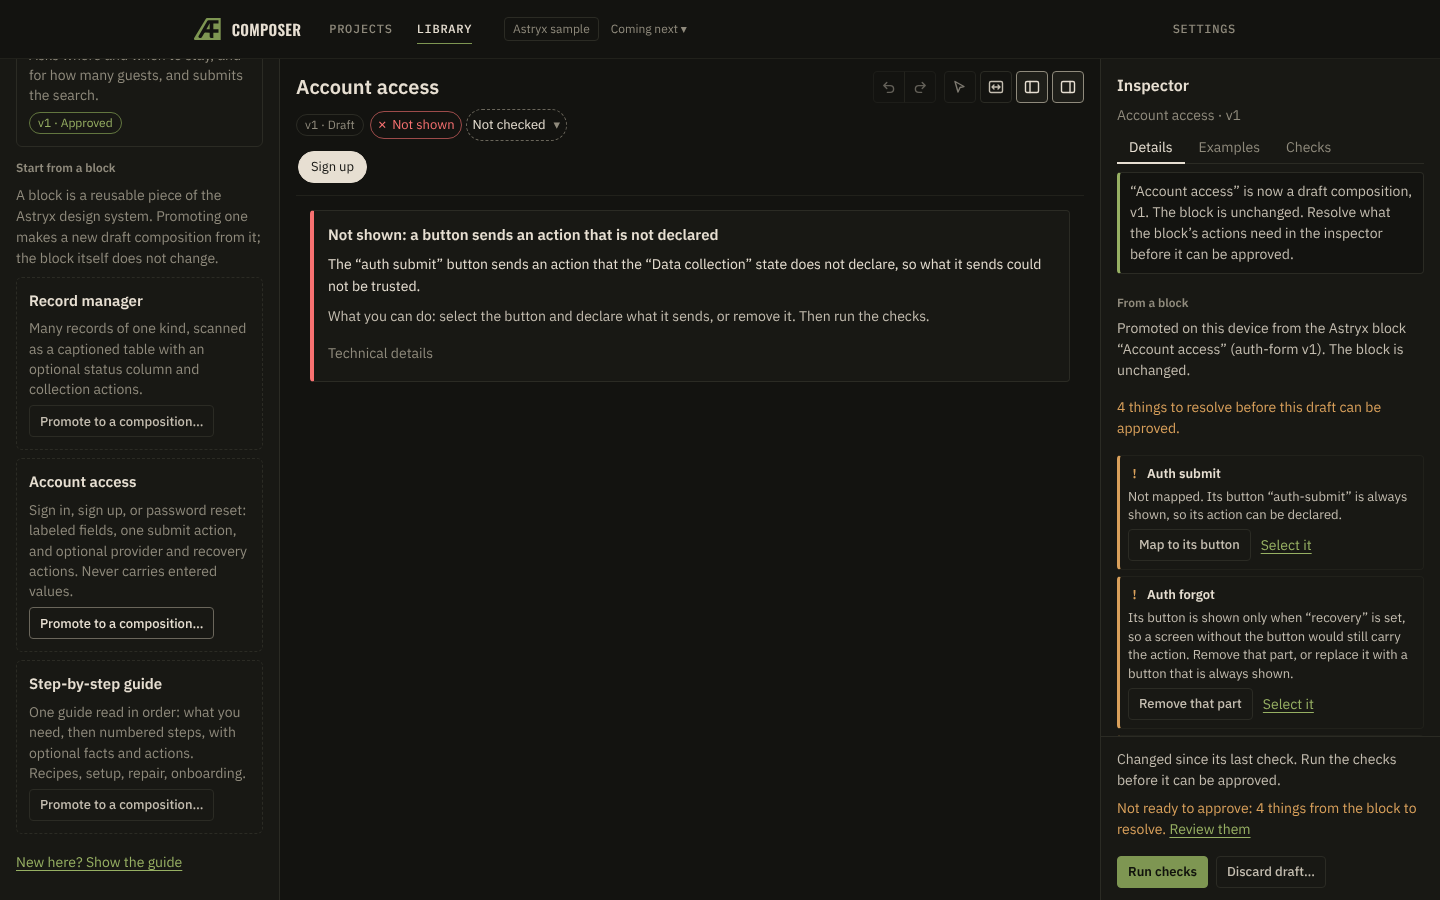 COMPOSER
PROJECTS
LIBRARY
Astryx sample
Coming next ▾
SETTINGS
for how many guests, and submits
the search.
v1 · Approved
Start from a block
A block is a reusable piece of the
Astryx design system. Promoting one
makes a new draft composition from it;
the block itself does not change.
Record manager
Many records of one kind, scanned
as a captioned table with an
optional status column and
collection actions.
Promote to a composition…
Account access
Sign in, sign up, or password reset:
labeled fields, one submit action,
and optional provider and recovery
actions. Never carries entered
values.
Promote to a composition…
Step-by-step guide
One guide read in order: what you
need, then numbered steps, with
optional facts and actions.
Recipes, setup, repair, onboarding.
Promote to a composition…
New here? Show the guide
Account access
v1 · Draft
× Not shown
Not checked ▾
Sign up
Not shown: a button sends an action that is not declared
The “auth submit” button sends an action that the “Data collection” state does not declare, so what it sends could
not be trusted.
What you can do: select the button and declare what it sends, or remove it. Then run the checks.
Technical details
Inspector
Account access · v1
Details
Examples
Checks
“Account access” is now a draft composition,
v1. The block is unchanged. Resolve what
the block’s actions need in the inspector
before it can be approved.
From a block
Promoted on this device from the Astryx block
“Account access” (auth-form v1). The block is
unchanged.
4 things to resolve before this draft can be
approved.
! Auth submit
Not mapped. Its button “auth-submit” is always
shown, so its action can be declared.
Map to its button
Select it
! Auth forgot
Its button is shown only when “recovery” is set,
so a screen without the button would still carry
the action. Remove that part, or replace it with a
button that is always shown.
Remove that part
Select it
Changed since its last check. Run the checks
before it can be approved.
Not ready to approve: 4 things from the block to
resolve. Review them
Run checks
Discard draft…